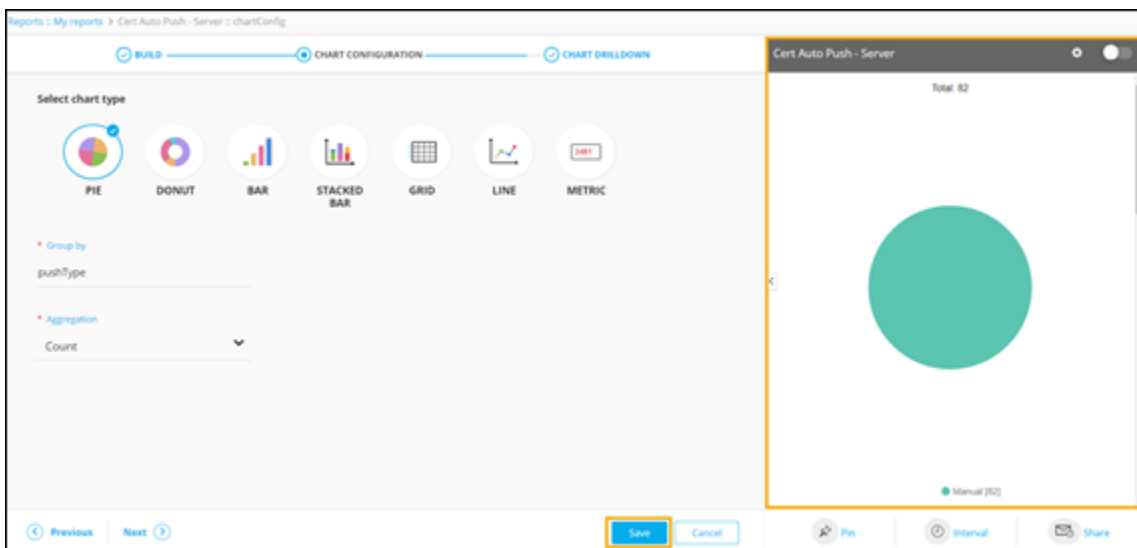 Reports :: My reports > Cert Auto Push - Server :: chartConfig
BUILD CHART CONFIGURATION CHART DRILLDOWN
Select chart type
PIE DONUT BAR STACKED BAR GRID LINE METRIC
2481
* Group by
pushType
* Aggregation
Count
Previous Next Save Cancel
Cert Auto Push - Server
Total: 82
Manual [82]
Pin Interval Share